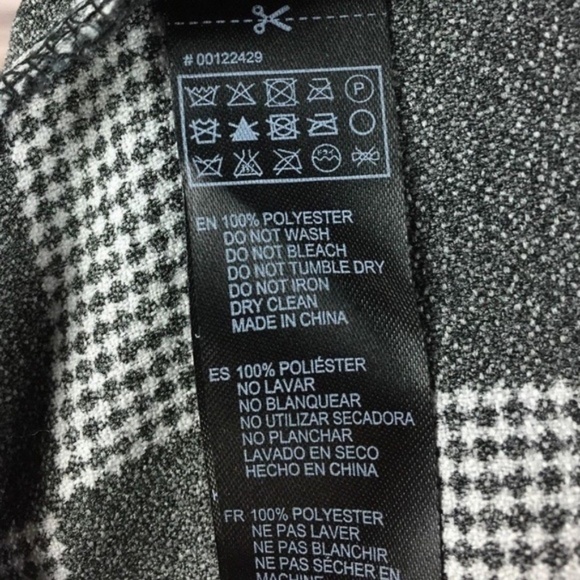 # 00122429
P
EN 100% POLYESTER
DO NOT WASH
DO NOT BLEACH
DO NOT TUMBLE DRY
DO NOT IRON
DRY CLEAN
MADE IN CHINA
ES 100% POLIÉSTER
NO LAVAR
NO BLANQUEAR
NO UTILIZAR SECADORA
NO PLANCHAR
LAVADO EN SECO
HECHO EN CHINA
FR 100% POLYESTER
NE PAS LAVER
NE PAS BLANCHIR
NE PAS SÉCHER EN
MACHINE